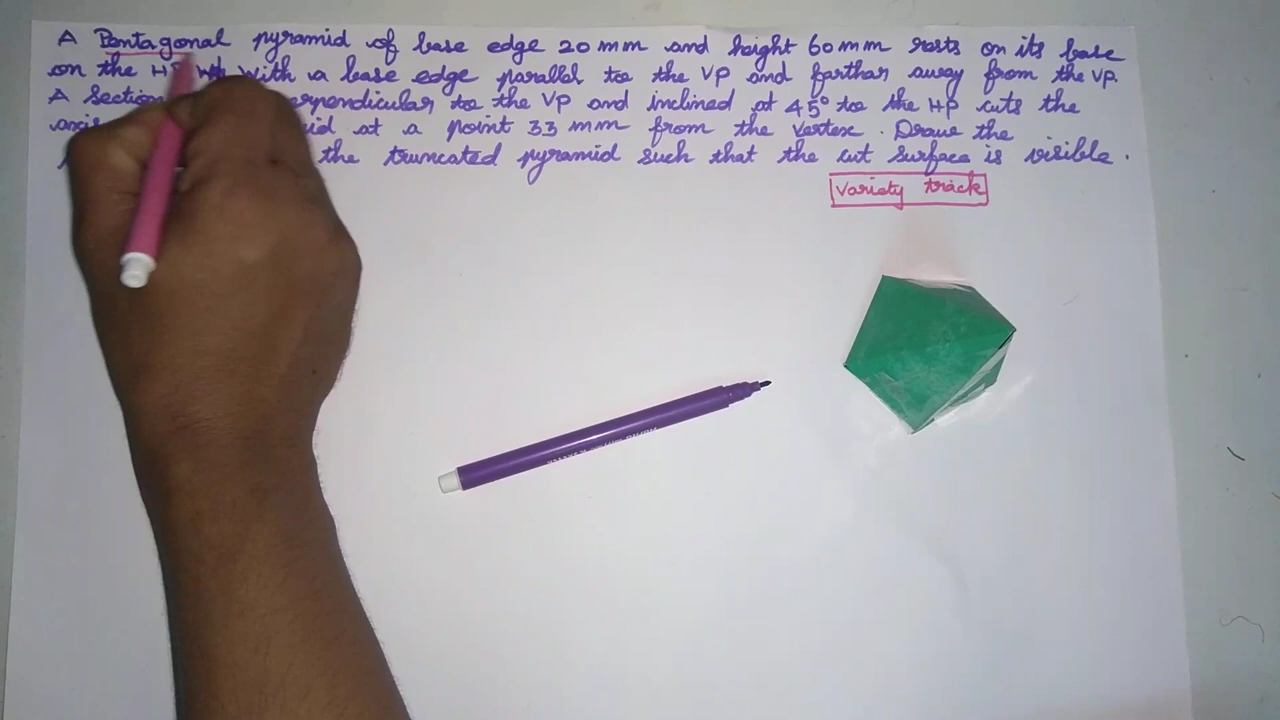 A Pentagonal pyramid of base edge 20 mm and height 60 mm rests on its base
on the HP with a base edge parallel to the VP and farther away from the VP.
A section perpendicular to the VP and inclined at 45° to the HP cuts the
at a point 33 mm from the vertex. Draw the
the truncated pyramid such that the cut surface is visible.
Variety track